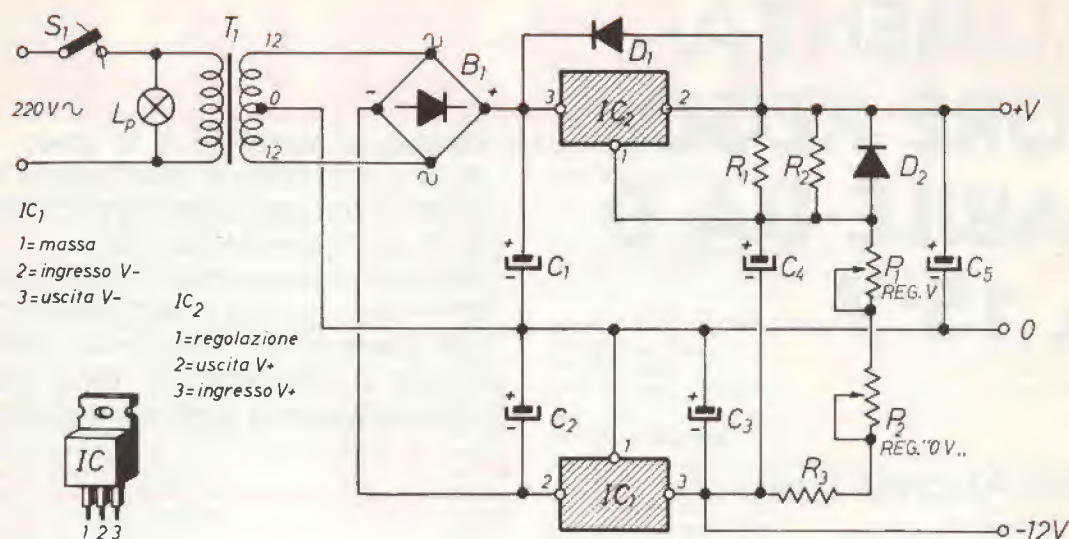 S1
T1
12
0
12
220V∿
Lp
∿
B1
-
+
∿
D1
3
IC2
2
1
+V
R1
R2
D2
IC1
1= massa
2= ingresso V-
3= uscita V-
IC2
1= regolazione
2= uscita V+
3= ingresso V+
+
-
C1
+
-
C4
P1
REG. V
+
-
C5
0
+
-
C2
+
-
C3
P2
REG. "0V„
1
2
IC1
3
R3
-12V
IC
1 2 3